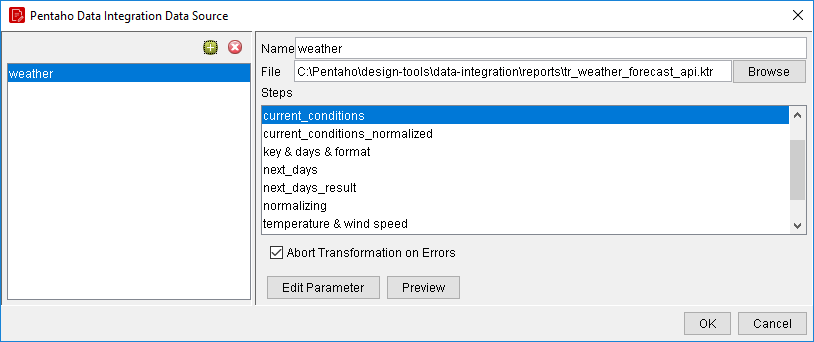 Pentaho Data Integration Data Source
weather
Name weather
File C:\Pentaho\design-tools\data-integration\reports\tr_weather_forecast_api.ktr Browse
Steps
current_conditions
current_conditions_normalized
key & days & format
next_days
next_days_result
normalizing
temperature & wind speed
Abort Transformation on Errors
Edit Parameter Preview
OK Cancel